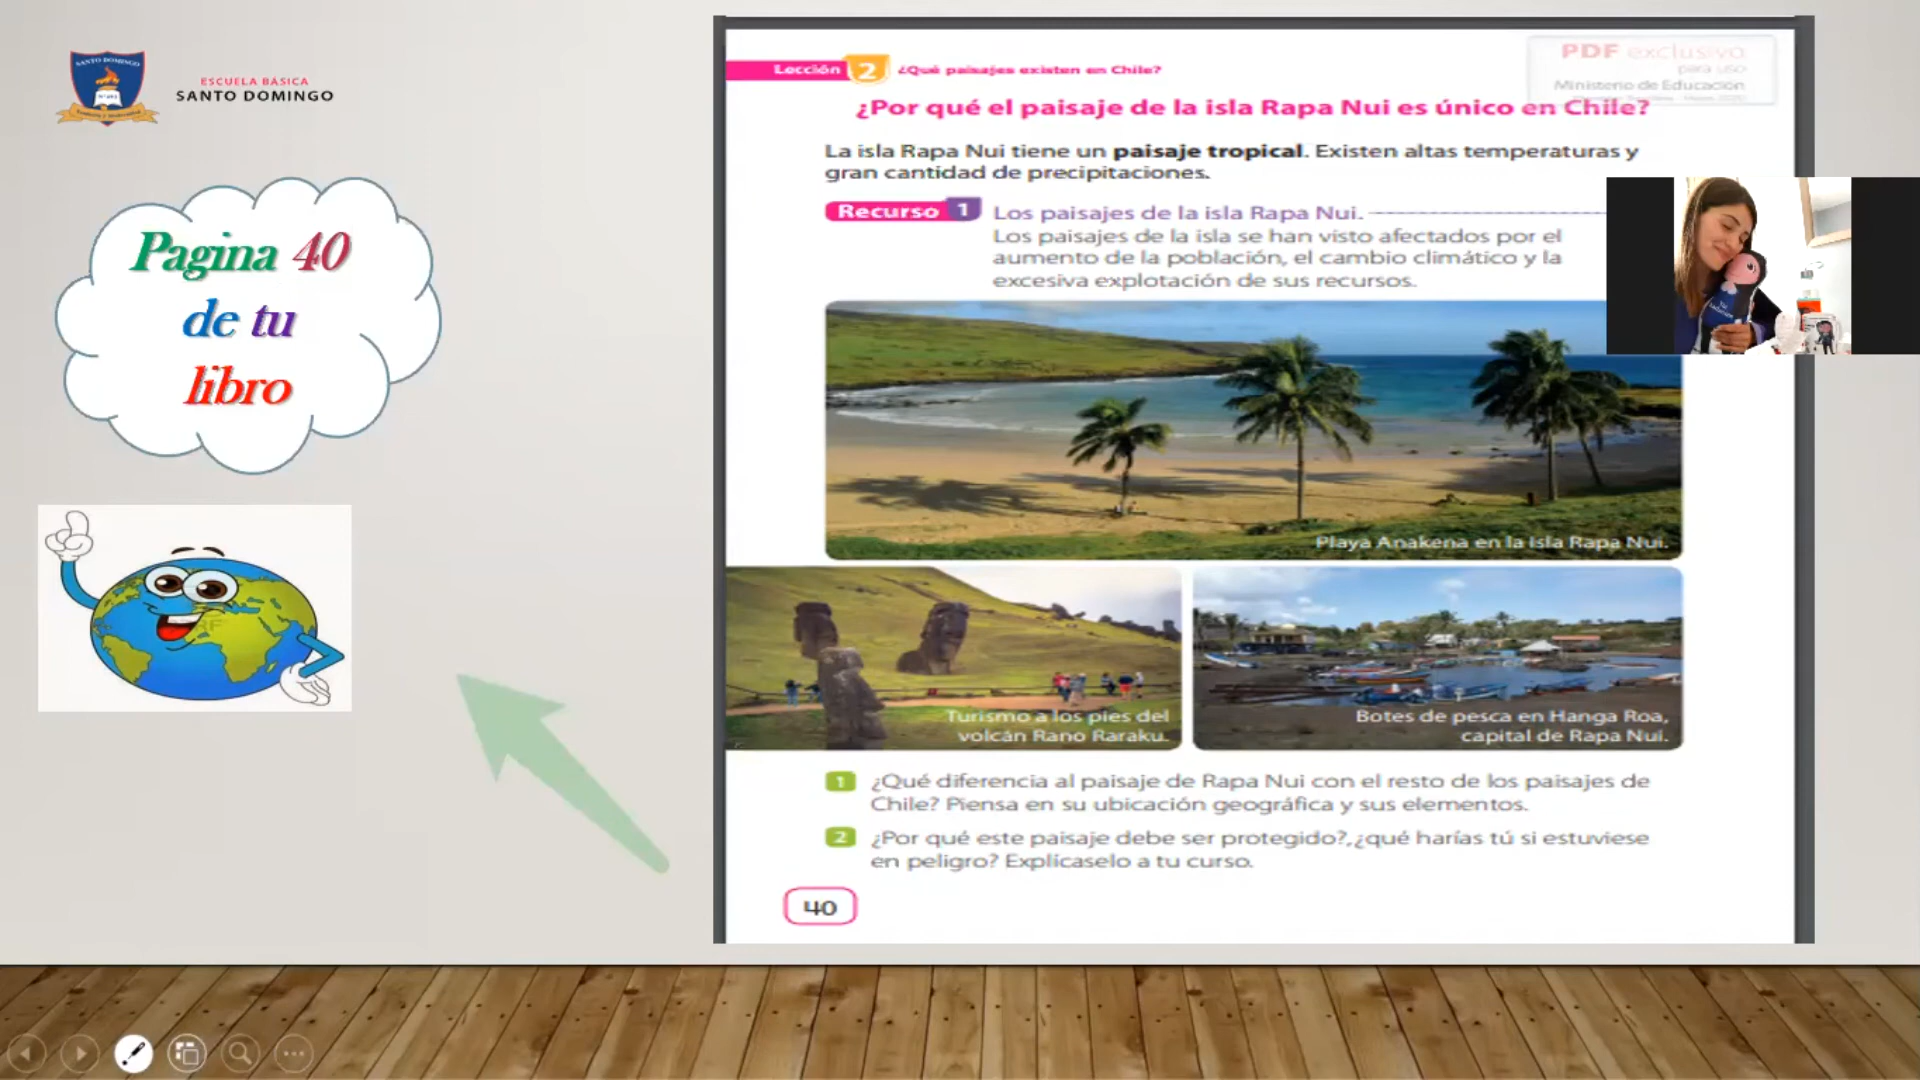 SANTO DOMINGO
ESCUELA BÁSICA
SANTO DOMINGO
Pagina 40
de tu
libro
Lección 2 ¿Qué paisajes existen en Chile?
PDF exclusivo
para uso
Ministerio de Educación
¿Por qué el paisaje de la isla Rapa Nui es único en Chile?
La isla Rapa Nui tiene un paisaje tropical. Existen altas temperaturas y
gran cantidad de precipitaciones.
Recurso 1 Los paisajes de la isla Rapa Nui.
Los paisajes de la isla se han visto afectados por el
aumento de la población, el cambio climático y la
excesiva explotación de sus recursos.
Playa Anakena en la Isla Rapa Nui.
Turismo a los pies del
volcán Rano Raraku.
Botes de pesca en Hanga Roa,
capital de Rapa Nui.
1 ¿Qué diferencia al paisaje de Rapa Nui con el resto de los paisajes de
Chile? Piensa en su ubicación geográfica y sus elementos.
2 ¿Por qué este paisaje debe ser protegido?,¿qué harías tú si estuviese
en peligro? Explícaselo a tu curso.
40